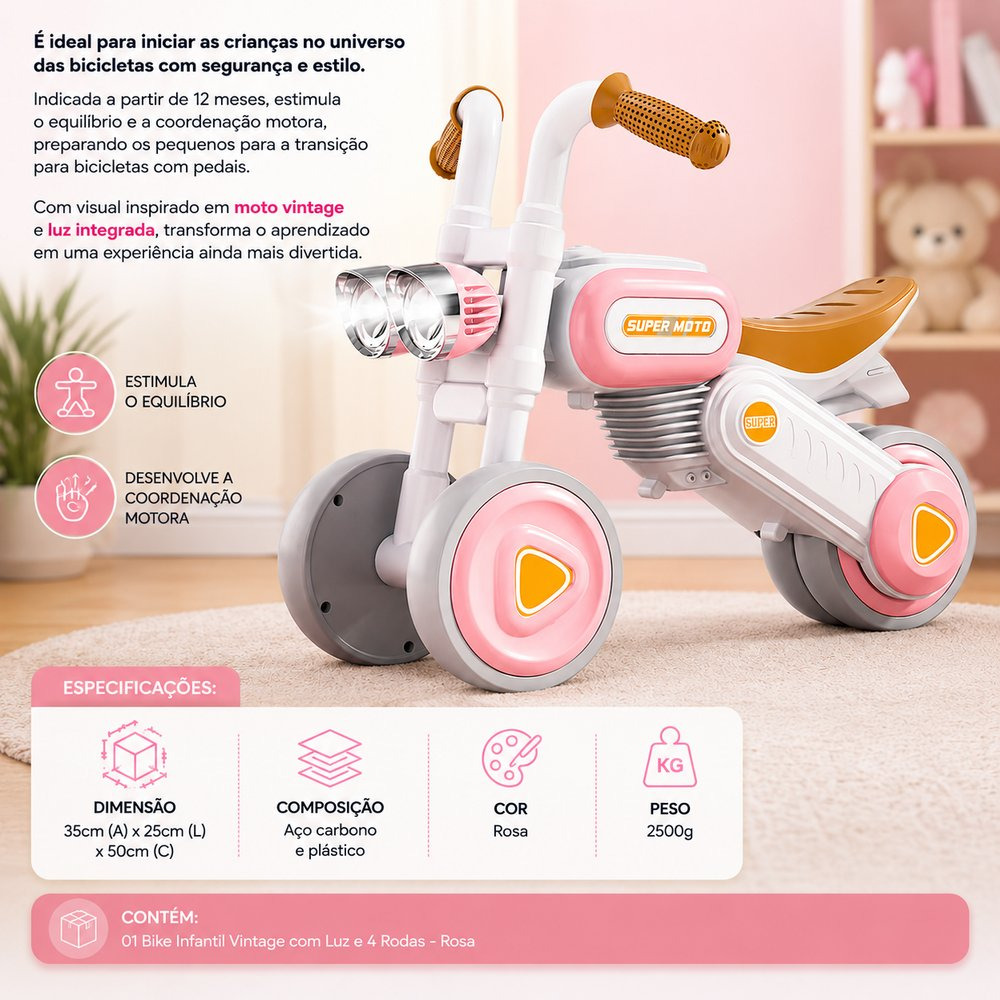 É ideal para iniciar as crianças no universo
das bicicletas com segurança e estilo.
Indicada a partir de 12 meses, estimula
o equilíbrio e a coordenação motora,
preparando os pequenos para a transição
para bicicletas com pedais.
Com visual inspirado em moto vintage
e luz integrada, transforma o aprendizado
em uma experiência ainda mais divertida.
SUPER MOTO
SUPER
ESTIMULA
O EQUILÍBRIO
DESENVOLVE A
COORDENAÇÃO
MOTORA
ESPECIFICAÇÕES:
DIMENSÃO
35cm (A) x 25cm (L)
x 50cm (C)
COMPOSIÇÃO
Aço carbono
e plástico
COR
Rosa
KG
PESO
2500g
CONTÉM:
01 Bike Infantil Vintage com Luz e 4 Rodas - Rosa